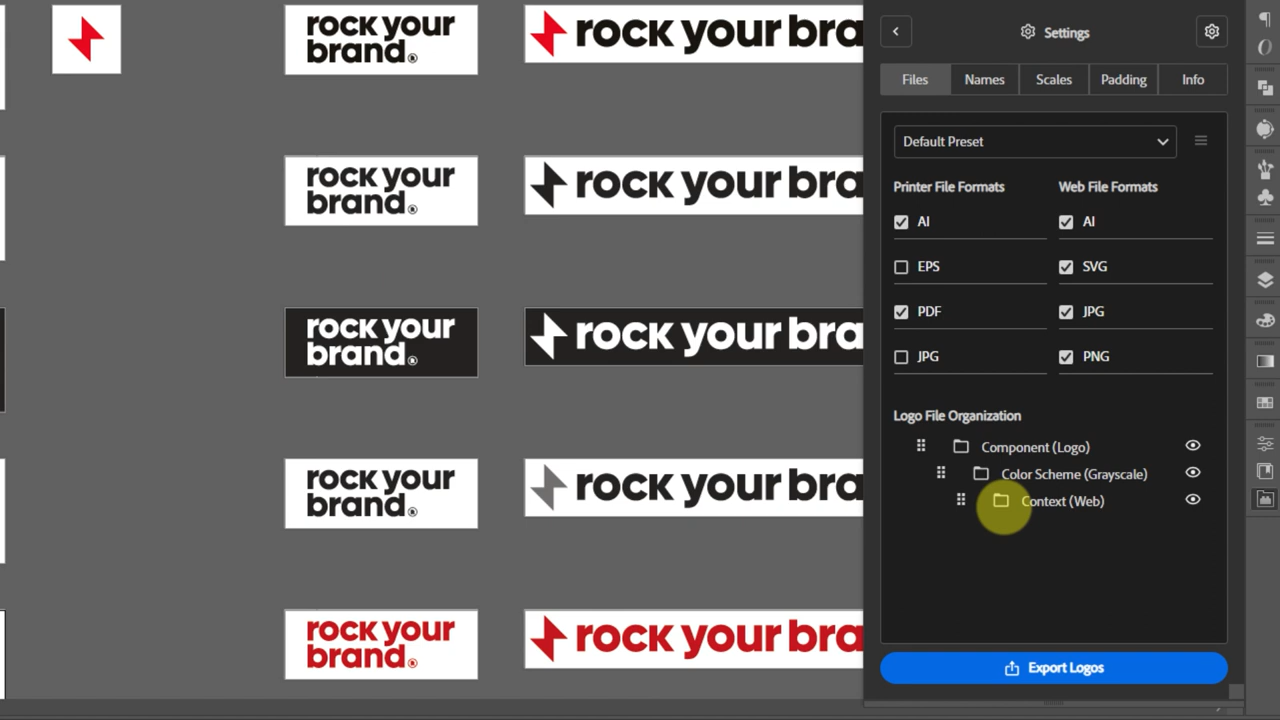 rock your
brand®
rock your bra
rock your
brand®
rock your bra
rock your
brand®
rock your bra
rock your
brand®
rock your bra
rock your
brand®
rock your bra
Settings
Files
Names
Scales
Padding
Info
Default Preset
Printer File Formats
Web File Formats
AI
AI
EPS
SVG
PDF
JPG
JPG
PNG
Logo File Organization
Component (Logo)
Color Scheme (Grayscale)
Context (Web)
Export Logos